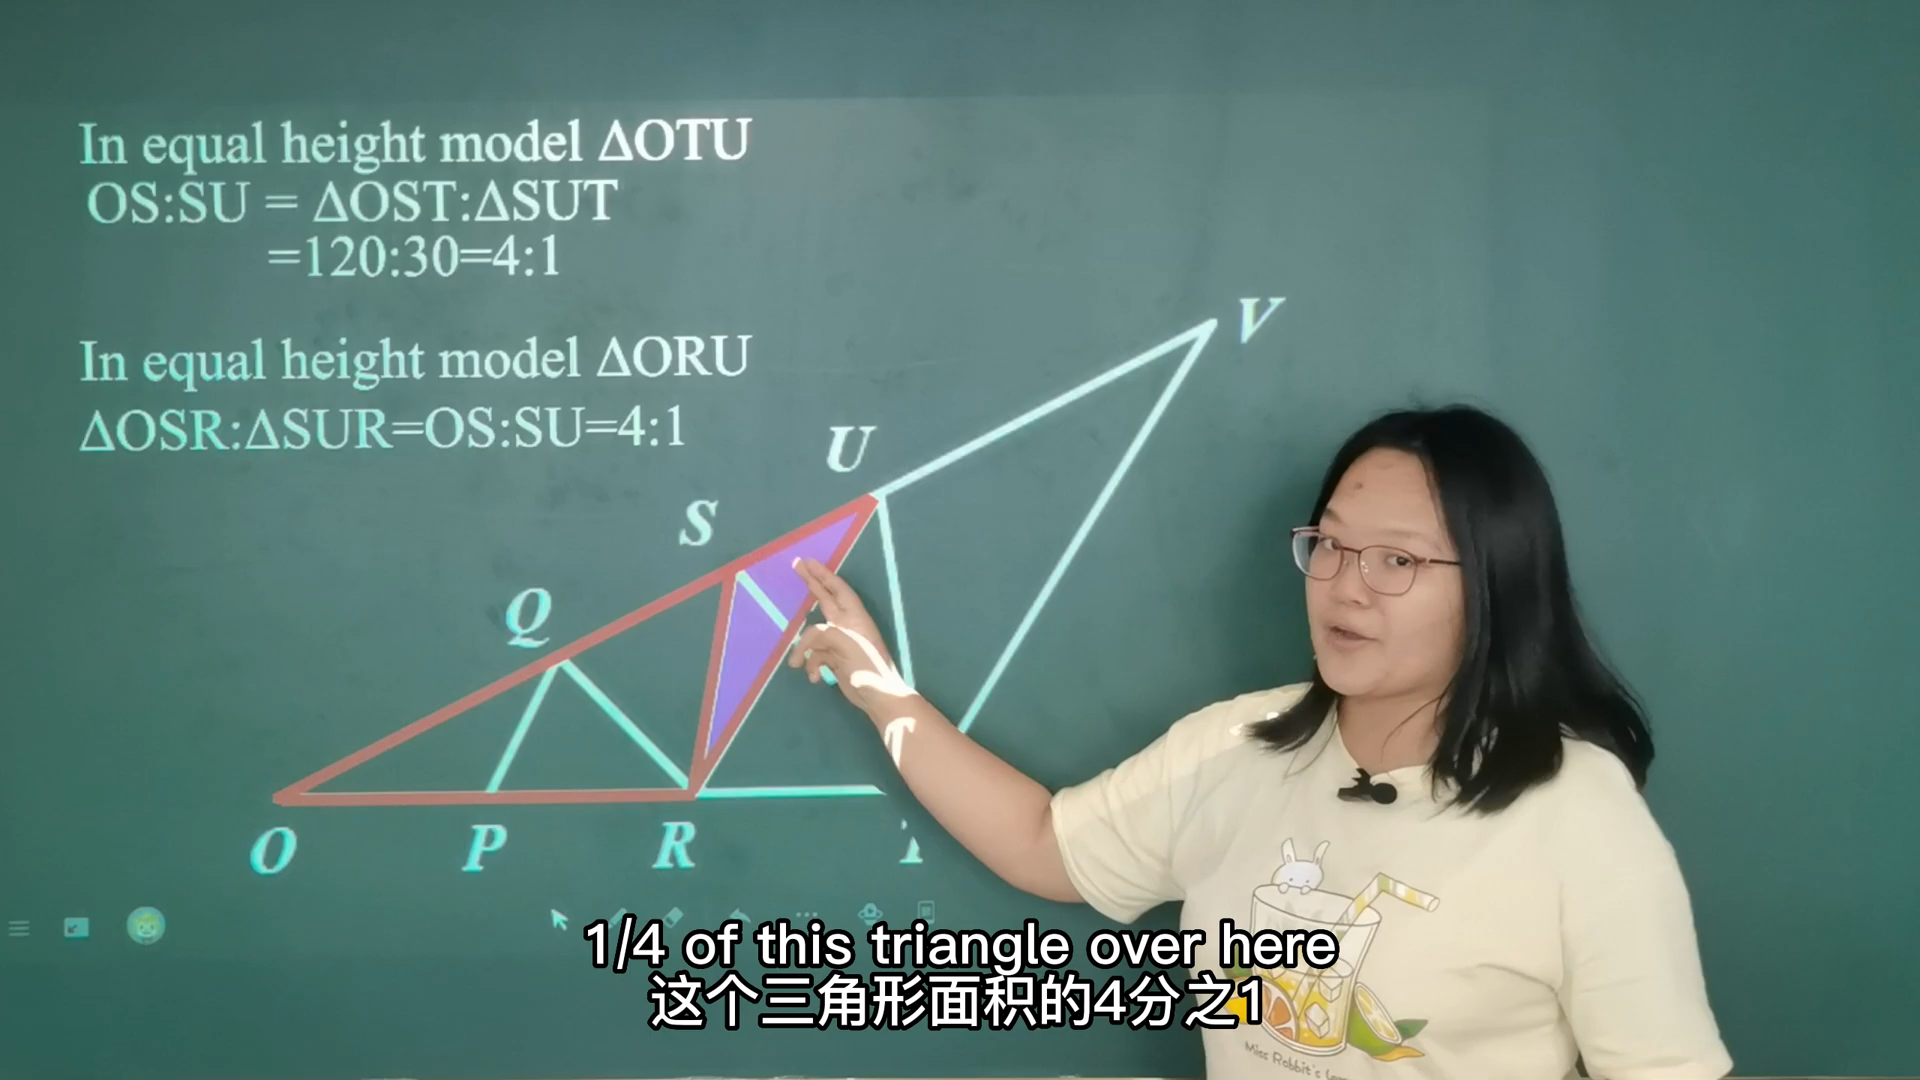 In equal height model ΔOTU
OS:SU = ΔOST:ΔSUT
=120:30=4:1
In equal height model ΔORU
ΔOSR:ΔSUR=OS:SU=4:1
V
U
S
Q
O
P
R
1/4 of this triangle over here
这个三角形面积的4分之1
Miss Rabbit's